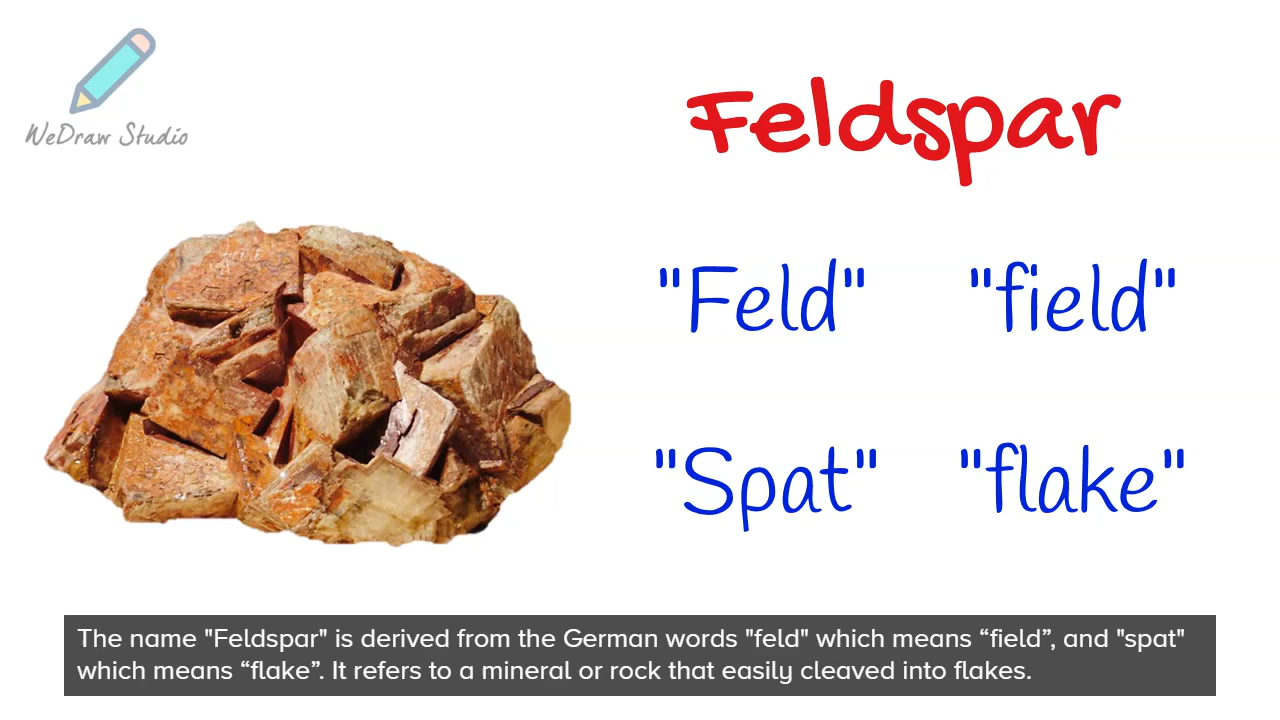 WeDraw Studio
Feldspar
"Feld" "field"
"Spat" "flake"
The name "Feldspar" is derived from the German words "feld" which means “field”, and "spat"
which means “flake”. It refers to a mineral or rock that easily cleaved into flakes.